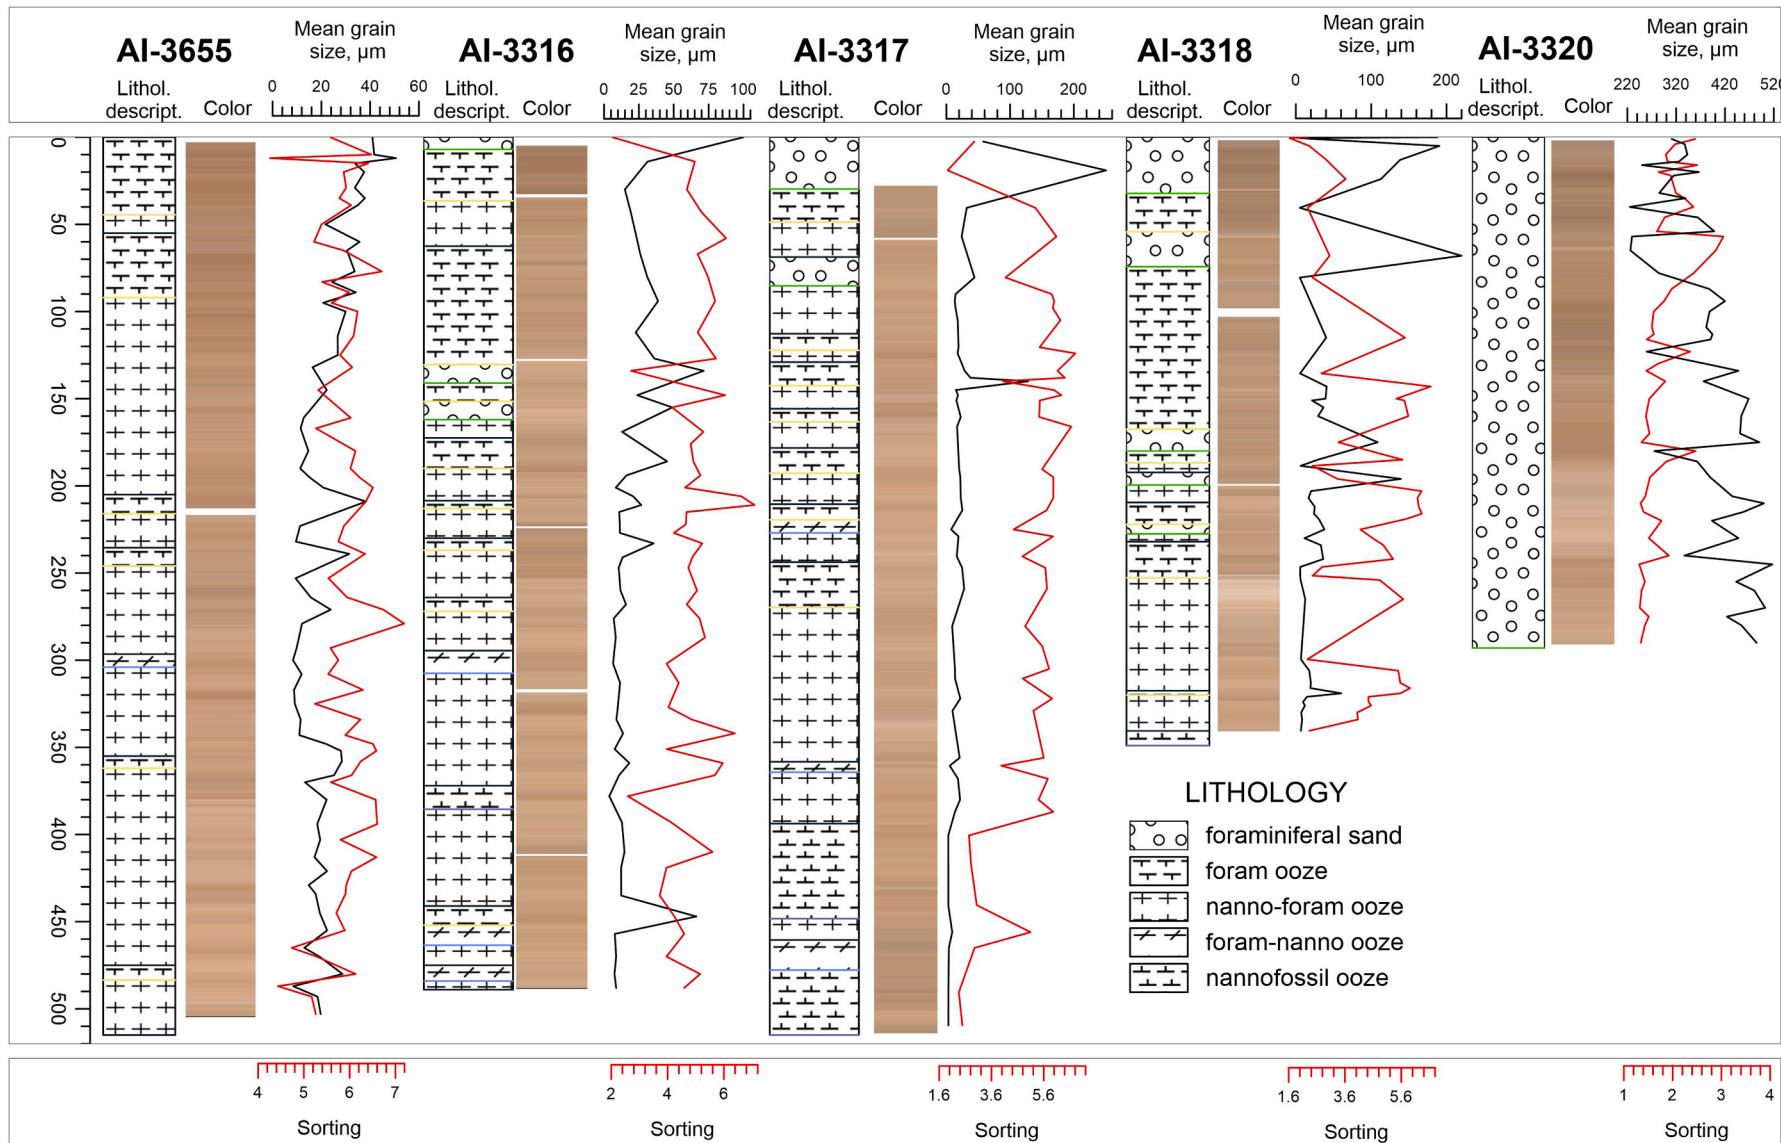 AI-3655
Mean grain
size, µm
AI-3316
Mean grain
size, µm
AI-3317
Mean grain
size, µm
AI-3318
Mean grain
size, µm
AI-3320
Mean grain
size, µm
Lithol.
descript.
Color
0 20 40 60
Lithol.
descript.
Color
0 25 50 75 100
Lithol.
descript.
Color
0 100 200
Lithol.
descript.
Color
0 100 200
Lithol.
descript.
Color
220 320 420 520
0
50
100
150
200
250
300
350
400
450
500
LITHOLOGY
foraminiferal sand
foram ooze
nanno-foram ooze
foram-nanno ooze
nannofossil ooze
4 5 6 7
Sorting
2 4 6
Sorting
1.6 3.6 5.6
Sorting
1.6 3.6 5.6
Sorting
1 2 3 4
Sorting